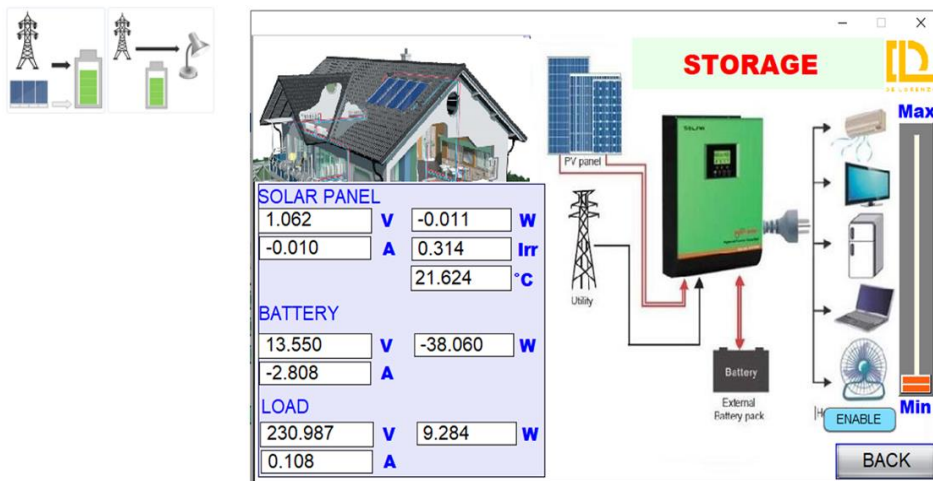 STORAGE
DE LORENZO
Max
PV panel
SOLAR PANEL
1.062 V -0.011 W
-0.010 A 0.314 Irr
21.624 °C
Utility
BATTERY
13.550 V -38.060 W
-2.808 A
Battery
External
Battery pack
LOAD
230.987 V 9.284 W
0.108 A
ENABLE
Min
BACK